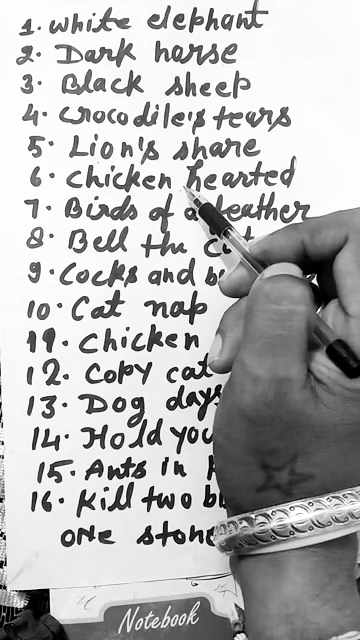 1. White elephant
2. Dark horse
3. Black sheep
4. Crocodile's tears
5. Lion's share
6. Chicken hearted
7. Birds of a feather
8. Bell the cat
9. Cocks and
10. Cat nap
19. Chicken
12. Copy cat
13. Dog days
14. Hold you
15. Ants in
16. Kill two
one stone
Notebook